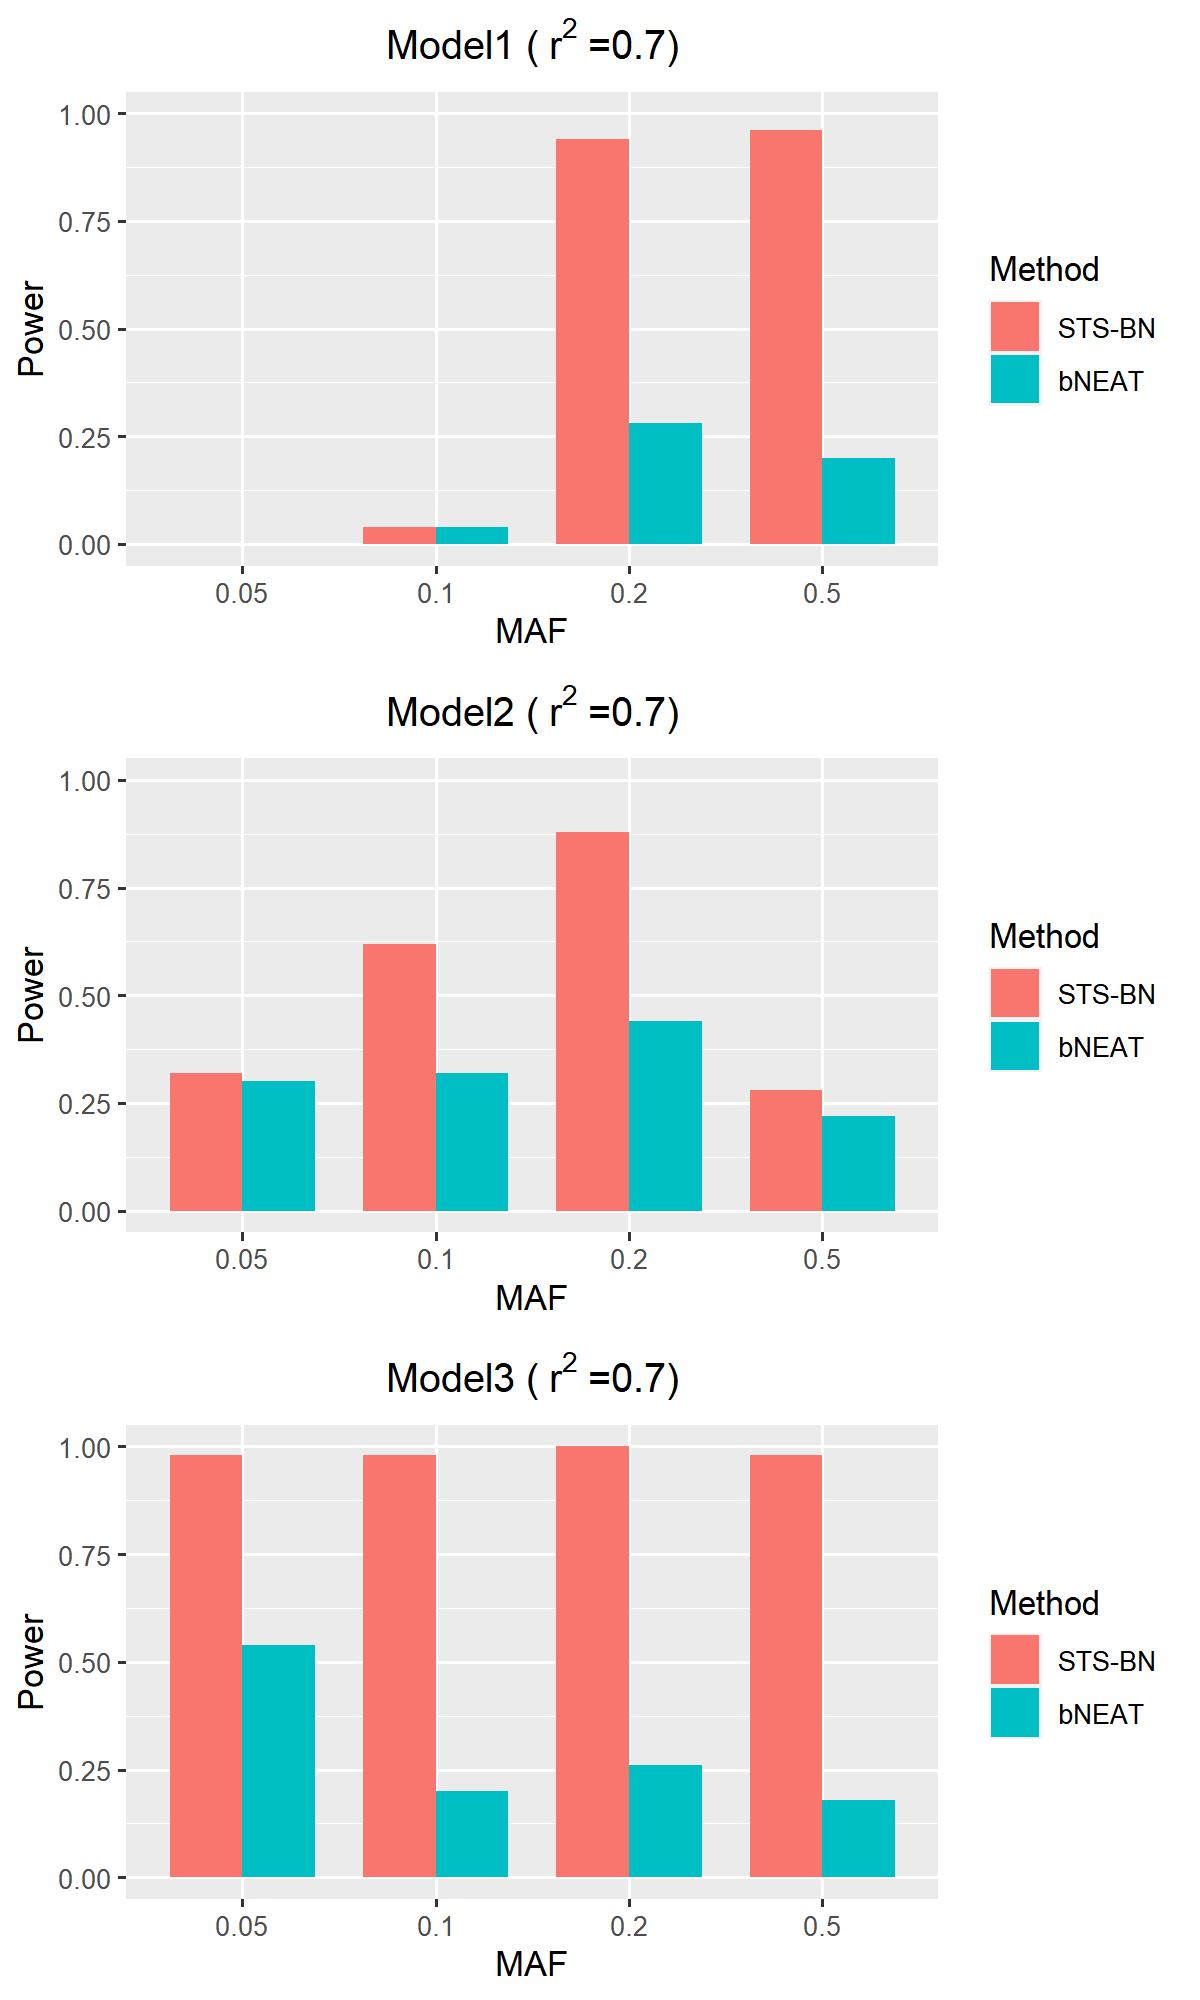 Model1 ( r² =0.7)
1.00
0.75
0.50
0.25
0.00
Power
0.05 0.1 0.2 0.5
MAF
Method
STS-BN
bNEAT
Model2 ( r² =0.7)
1.00
0.75
0.50
0.25
0.00
Power
0.05 0.1 0.2 0.5
MAF
Method
STS-BN
bNEAT
Model3 ( r² =0.7)
1.00
0.75
0.50
0.25
0.00
Power
0.05 0.1 0.2 0.5
MAF
Method
STS-BN
bNEAT